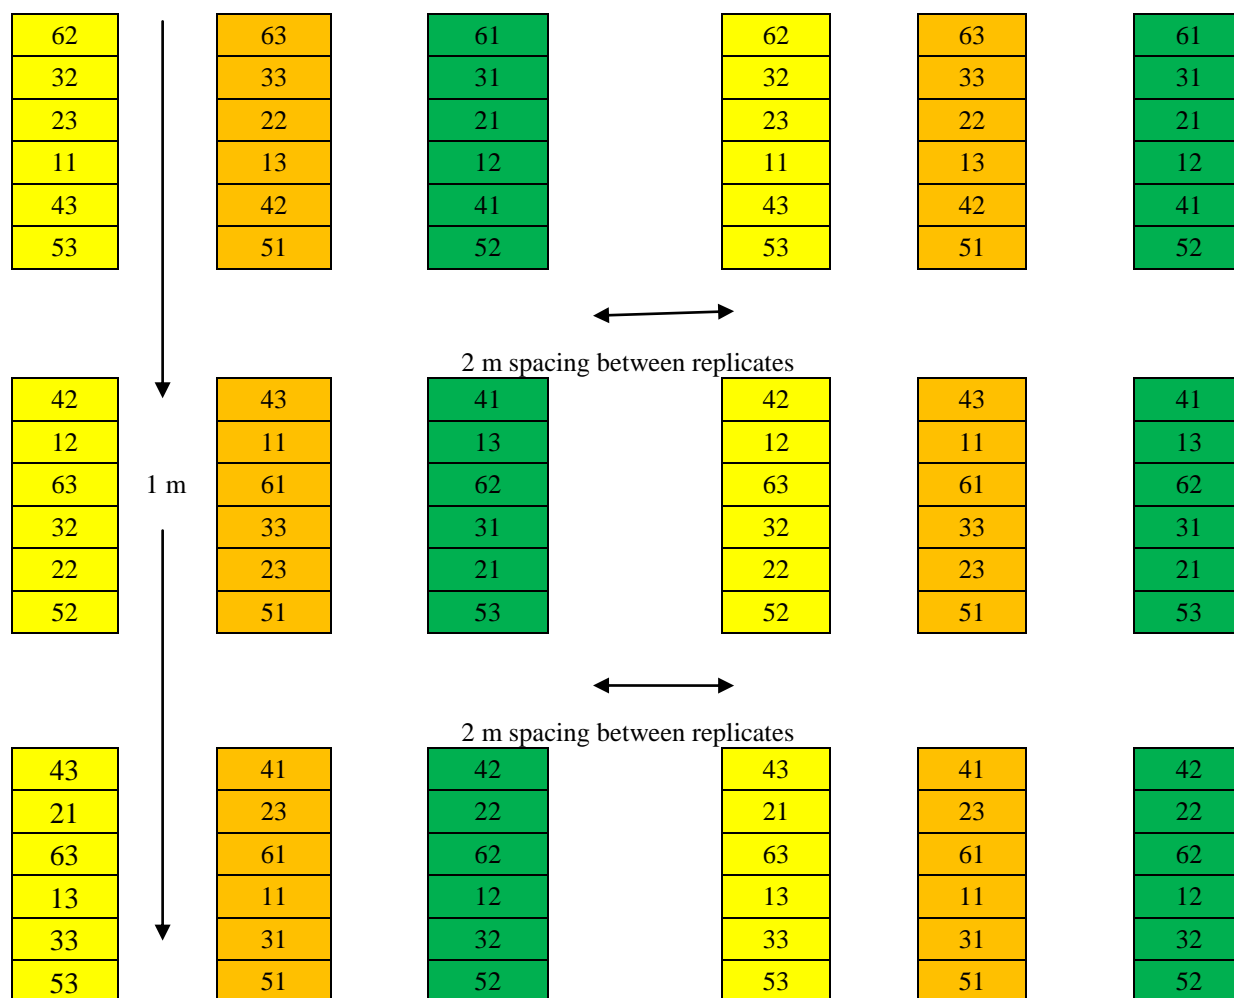 62 63 61 62 63 61
32 33 31 32 33 31
23 22 21 23 22 21
11 13 12 11 13 12
43 42 41 43 42 41
53 51 52 53 51 52
2 m spacing between replicates
42 43 41 42 43 41
12 11 13 12 11 13
63 1 m 61 62 63 61 62
32 33 31 32 33 31
22 23 21 22 23 21
52 51 53 52 51 53
2 m spacing between replicates
43 41 42 43 41 42
21 23 22 21 23 22
63 61 62 63 61 62
13 11 12 13 11 12
33 31 32 33 31 32
53 51 52 53 51 52